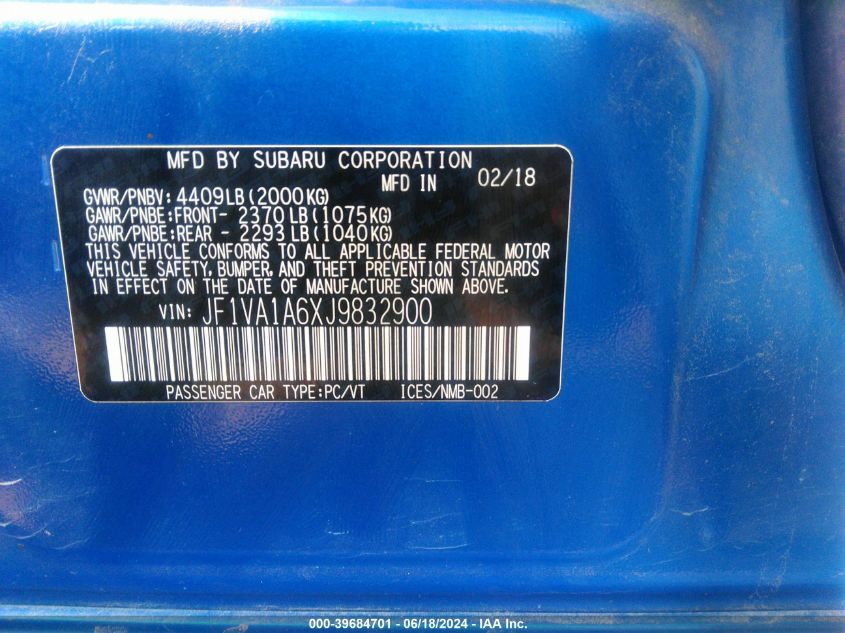 MFD BY SUBARU CORPORATION
MFD IN 02/18
GVWR/PNBV: 4409LB(2000KG)
GAWR/PNBE:FRONT- 2370LB(1075KG)
GAWR/PNBE:REAR - 2293LB(1040KG)
THIS VEHICLE CONFORMS TO ALL APPLICABLE FEDERAL MOTOR
VEHICLE SAFETY, BUMPER, AND THEFT PREVENTION STANDARDS
IN EFFECT ON THE DATE OF MANUFACTURE SHOWN ABOVE.
VIN: JF1VA1A6XJ9832900
PASSENGER CAR TYPE:PC/VT ICES/NMB-002
000-39684701 - 06/18/2024 - IAA Inc.